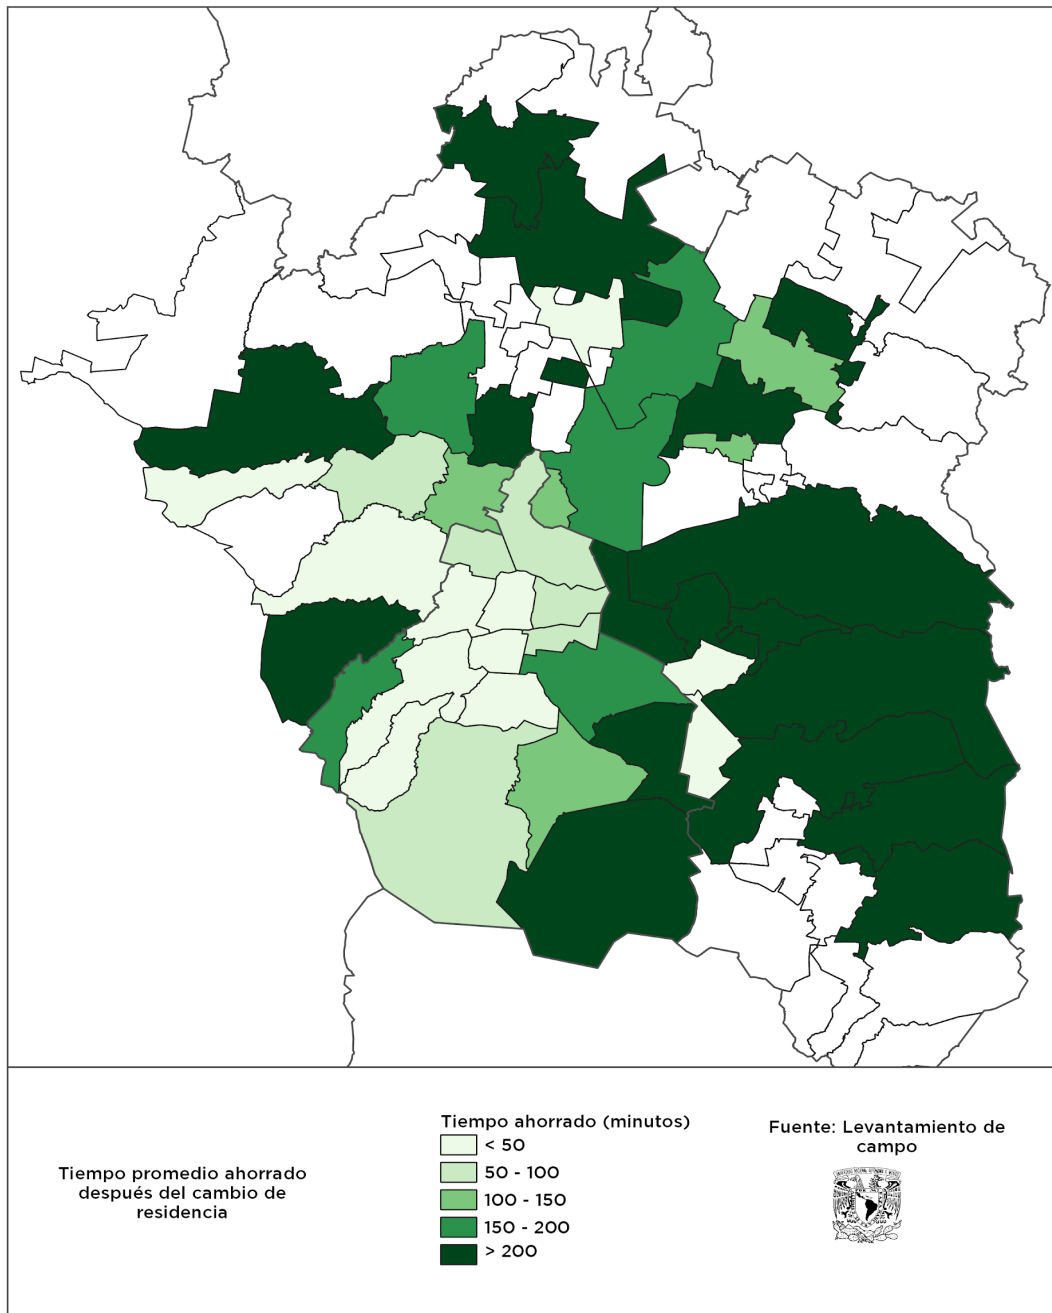 Tiempo promedio ahorrado
después del cambio de
residencia
Tiempo ahorrado (minutos)
< 50
50 - 100
100 - 150
150 - 200
> 200
Fuente: Levantamiento de
campo